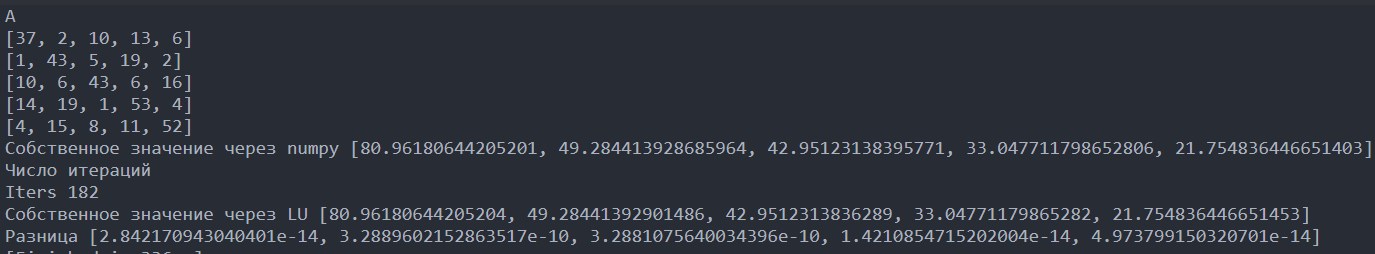 A
[37, 2, 10, 13, 6]
[1, 43, 5, 19, 2]
[10, 6, 43, 6, 16]
[14, 19, 1, 53, 4]
[4, 15, 8, 11, 52]
Собственное значение через numpy [80.96180644205201, 49.284413928685964, 42.95123138395771, 33.047711798652806, 21.754836446651403]
Число итераций
Iters 182
Собственное значение через LU [80.96180644205204, 49.28441392901486, 42.9512313836289, 33.04771179865282, 21.754836446651453]
Разница [2.842170943040401e-14, 3.2889602152863517e-10, 3.2881075640034396e-10, 1.4210854715202004e-14, 4.973799150320701e-14]